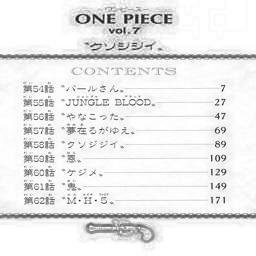 ワンピース
ONE PIECE
vol.7
〝クソジジイ〟
CONTENTS
第54話 〝パールさん〟 7
第55話 〝JUNGLE BLOOD〟 27
第56話 〝やなこった〟 47
第57話 〝夢在るがゆえ〟 69
第58話 〝クソジジイ〟 89
第59話 〝恩〟 109
第60話 〝ケジメ〟 129
第61話 〝鬼〟 149
第62話 〝M・H・5〟 171